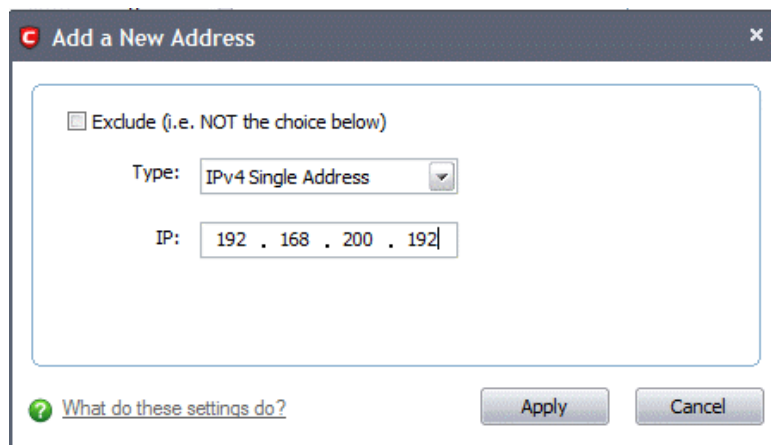 Add a New Address
Exclude (i.e. NOT the choice below)
Type: IPv4 Single Address
IP: 192 . 168 . 200 . 192
What do these settings do? Apply Cancel